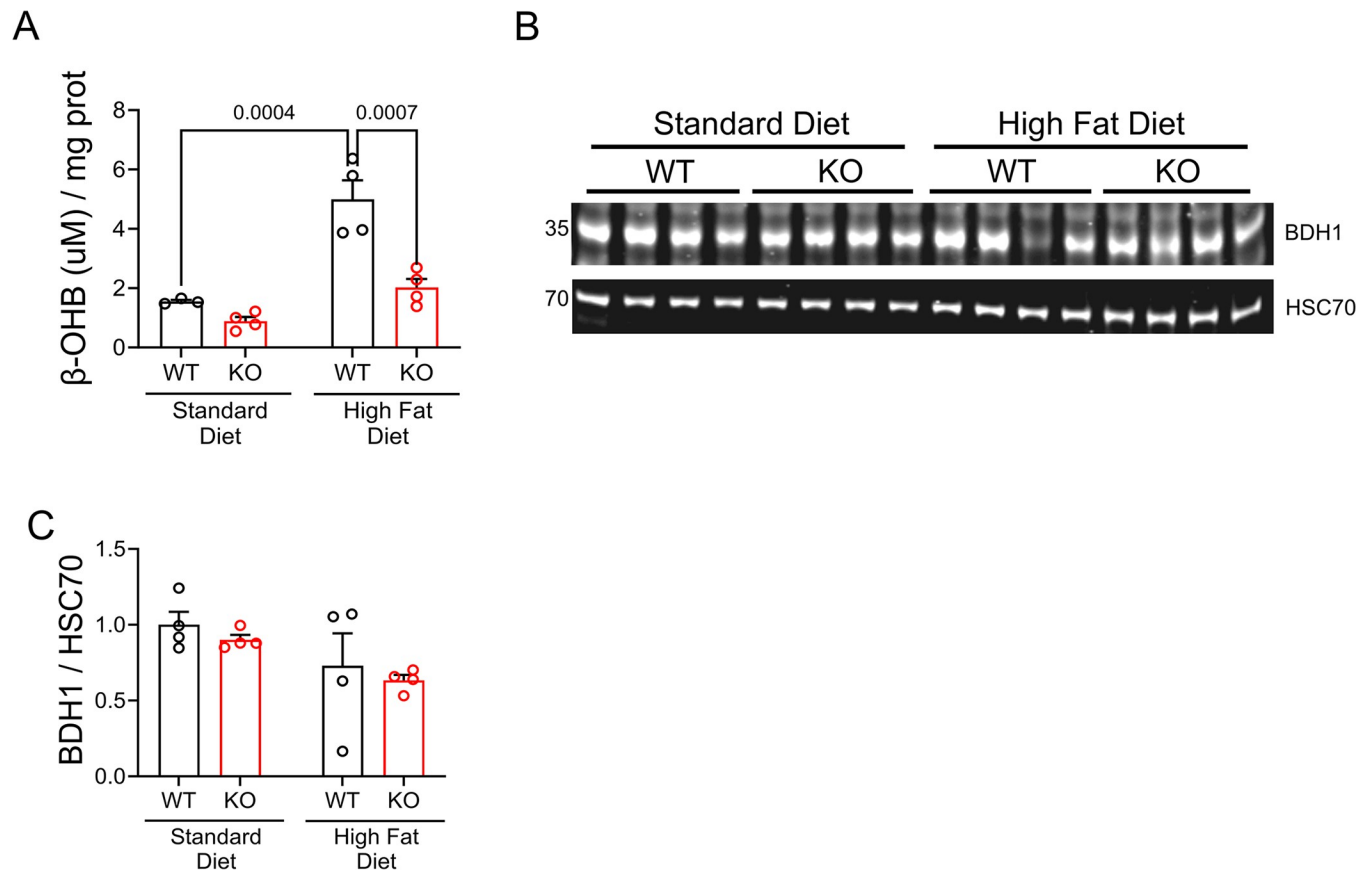 A
β-OHB (uM) / mg prot
8
6
4
2
0
0.0004
0.0007
WT
KO
WT
KO
Standard
Diet
High Fat
Diet
B
Standard Diet
High Fat Diet
WT
KO
WT
KO
35
BDH1
70
HSC70
C
BDH1 / HSC70
1.5
1.0
0.5
0.0
WT
KO
WT
KO
Standard
Diet
High Fat
Diet